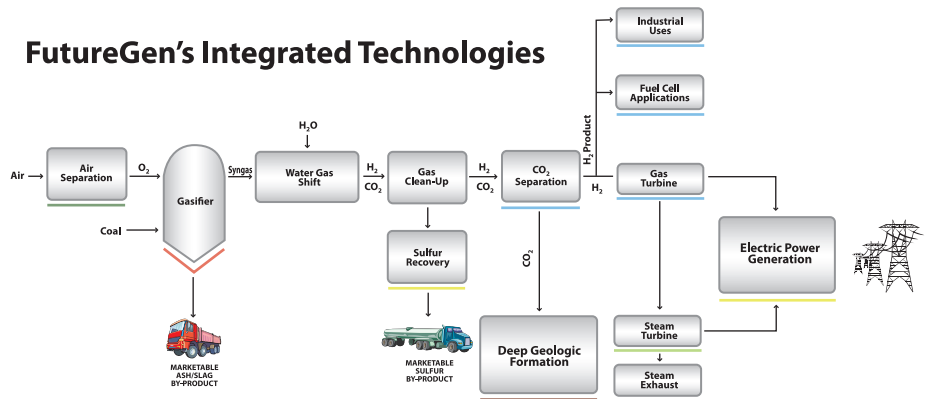 FutureGen's Integrated Technologies
Industrial
Uses
Fuel Cell
Applications
H₂ Product
H₂O
Air
Air
Separation
O₂
Gasifier
Coal
Syngas
Water Gas
Shift
H₂
CO₂
Gas
Clean-Up
H₂
CO₂
CO₂
Separation
H₂
Gas
Turbine
Sulfur
Recovery
CO₂
Electric Power
Generation
MARKETABLE
ASH/SLAG
BY-PRODUCT
MARKETABLE
SULFUR
BY-PRODUCT
Deep Geologic
Formation
Steam
Turbine
Steam
Exhaust